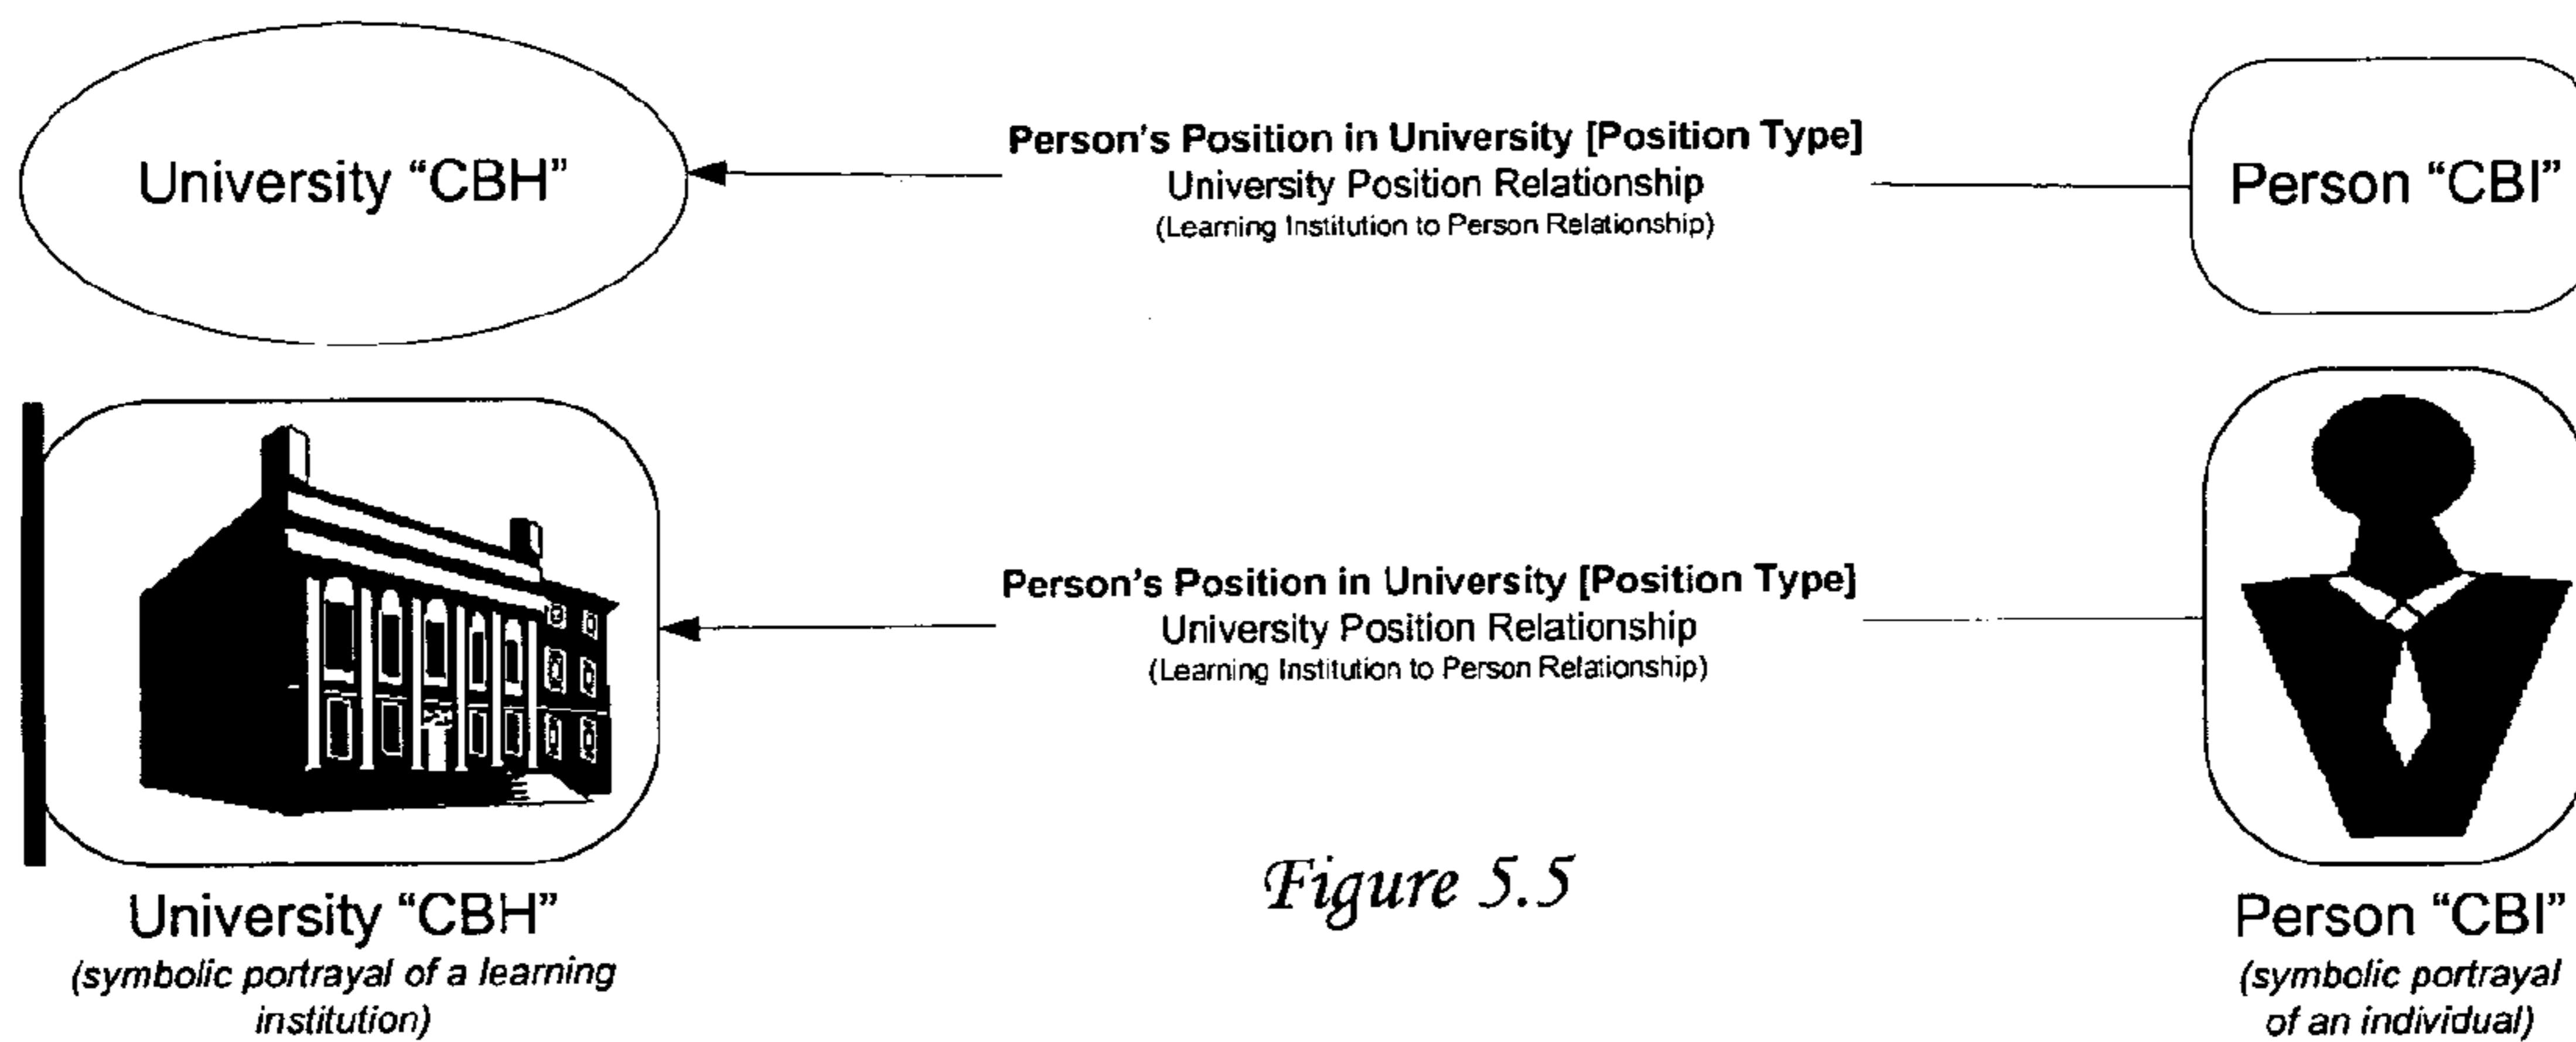 University “CBH”
Person's Position in University [Position Type]
University Position Relationship
(Learning Institution to Person Relationship)
Person “CBI”
Person's Position in University [Position Type]
University Position Relationship
(Learning Institution to Person Relationship)
Figure 5.5
University “CBH”
(symbolic portrayal of a learning
institution)
Person “CBI”
(symbolic portrayal
of an individual)